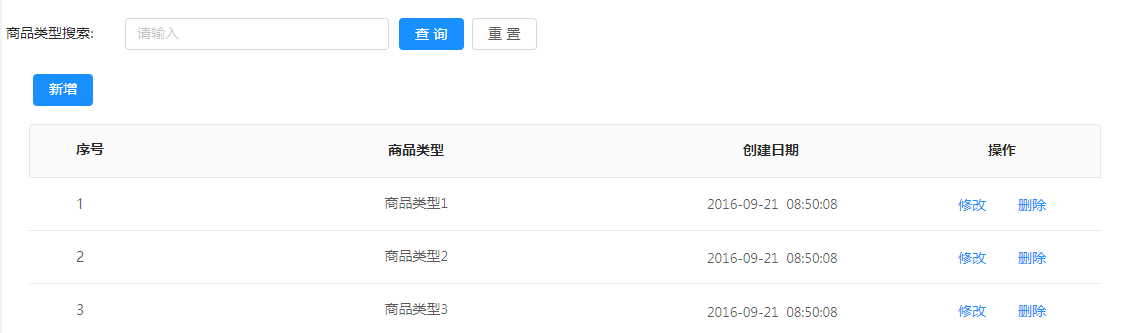 商品类型搜索: 请输入 查 询 重 置
新增
序号 商品类型 创建日期 操作
1 商品类型1 2016-09-21 08:50:08 修改 删除
2 商品类型2 2016-09-21 08:50:08 修改 删除
3 商品类型3 2016-09-21 08:50:08 修改 删除